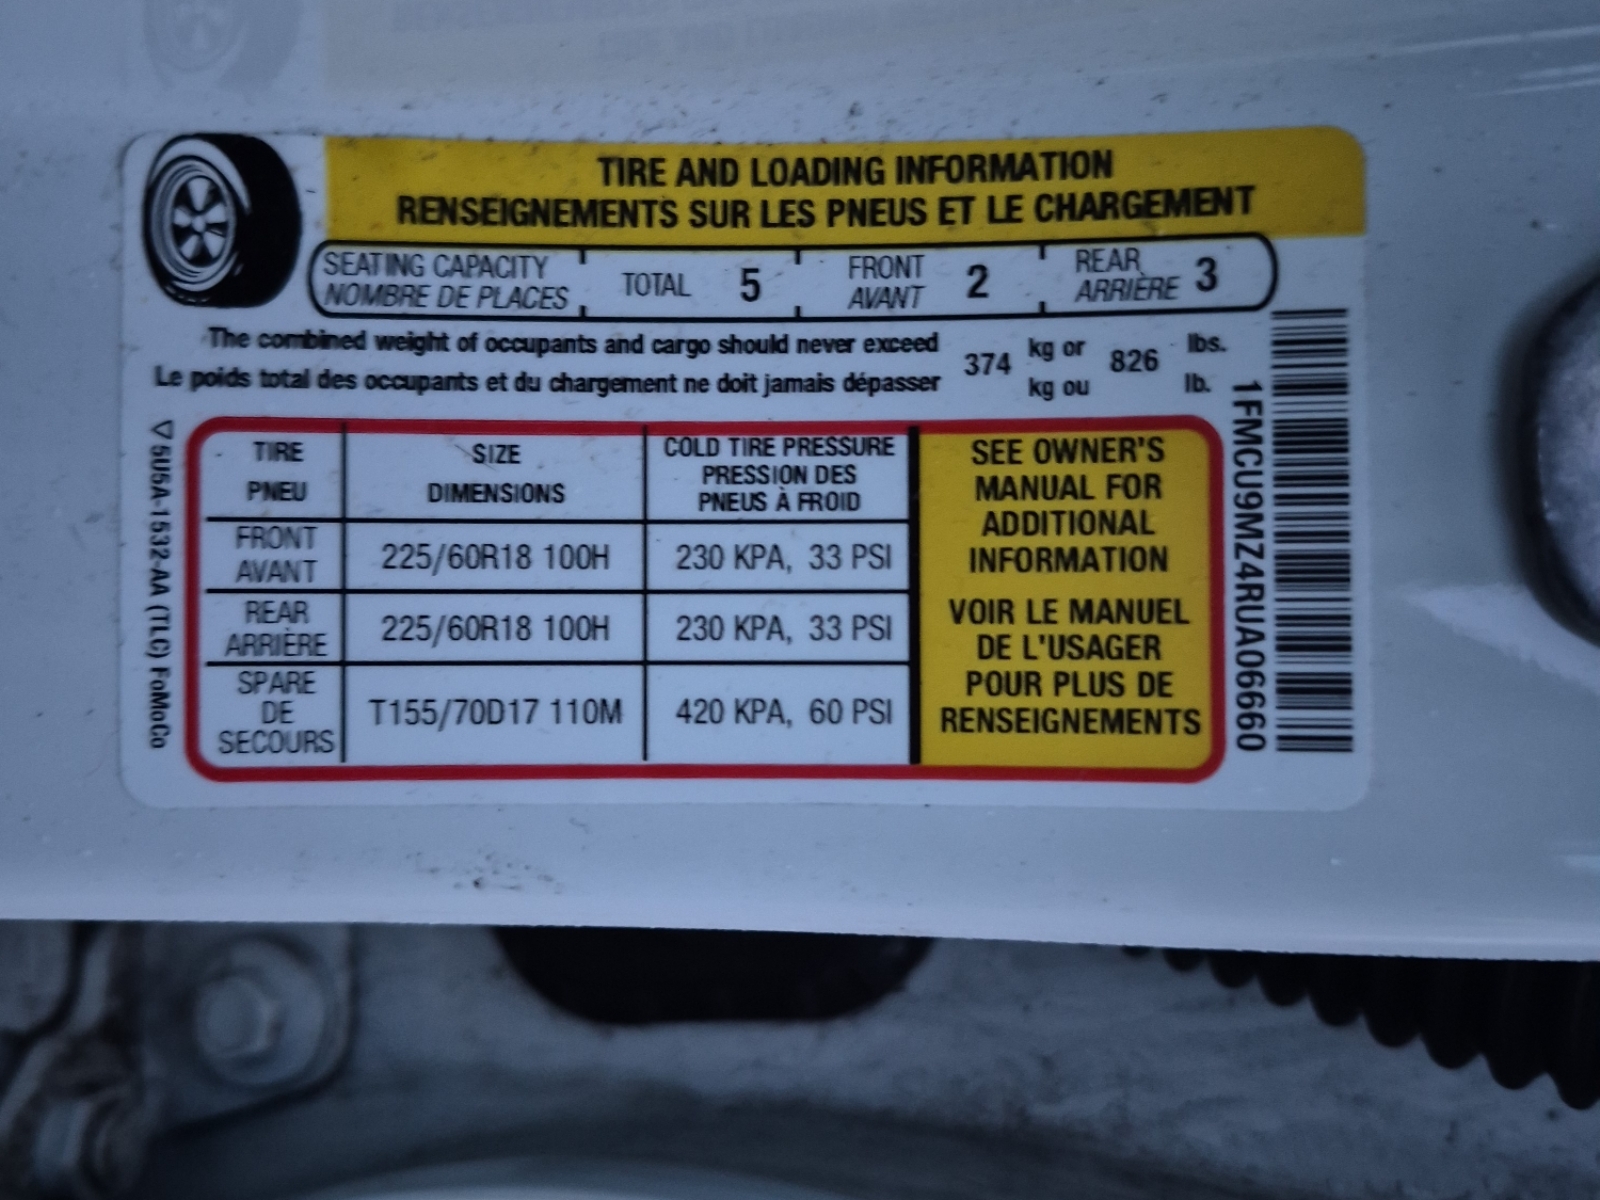 TIRE AND LOADING INFORMATION
RENSEIGNEMENTS SUR LES PNEUS ET LE CHARGEMENT
SEATING CAPACITY
NOMBRE DE PLACES
TOTAL 5
FRONT
AVANT
2
REAR
ARRIÈRE
3
The combined weight of occupants and cargo should never exceed 374 kg or 826 lbs.
Le poids total des occupants et du chargement ne doit jamais dépasser kg ou lb.
TIRE
PNEU
SIZE
DIMENSIONS
COLD TIRE PRESSURE
PRESSION DES
PNEUS À FROID
FRONT
AVANT
225/60R18 100H
230 KPA, 33 PSI
REAR
ARRIÈRE
225/60R18 100H
230 KPA, 33 PSI
SPARE
DE
SECOURS
T155/70D17 110M
420 KPA, 60 PSI
SEE OWNER'S
MANUAL FOR
ADDITIONAL
INFORMATION
VOIR LE MANUEL
DE L'USAGER
POUR PLUS DE
RENSEIGNEMENTS
1FMCU9MZ4RUA06660
▽5U5A-1532-AA (TLC) FoMoCo